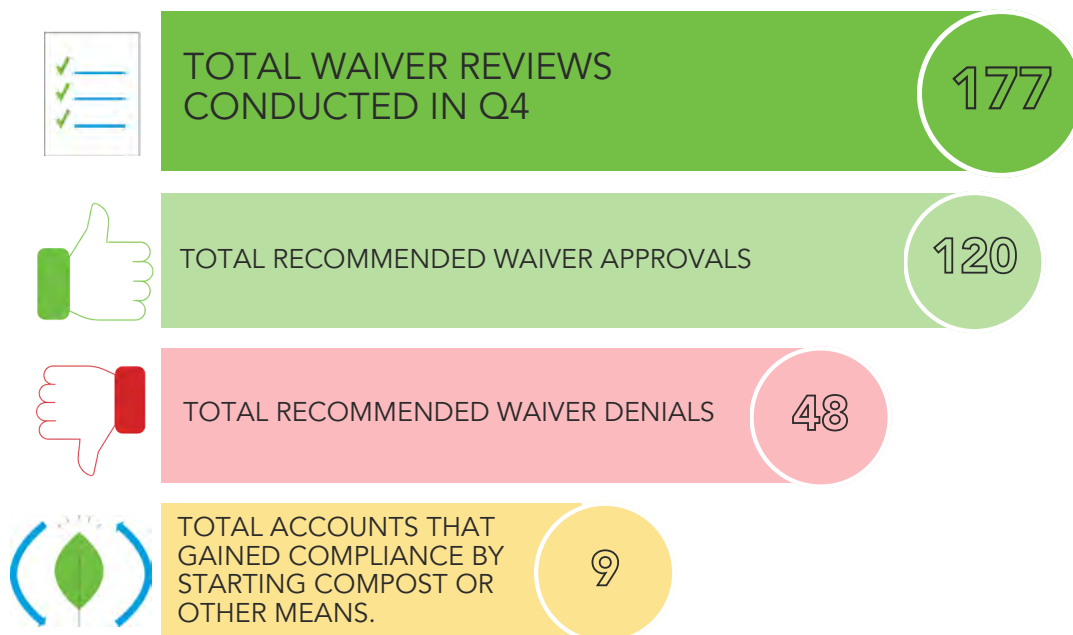 TOTAL WAIVER REVIEWS
CONDUCTED IN Q4
177
TOTAL RECOMMENDED WAIVER APPROVALS
120
TOTAL RECOMMENDED WAIVER DENIALS
48
TOTAL ACCOUNTS THAT
GAINED COMPLIANCE BY
STARTING COMPOST OR
OTHER MEANS.
9